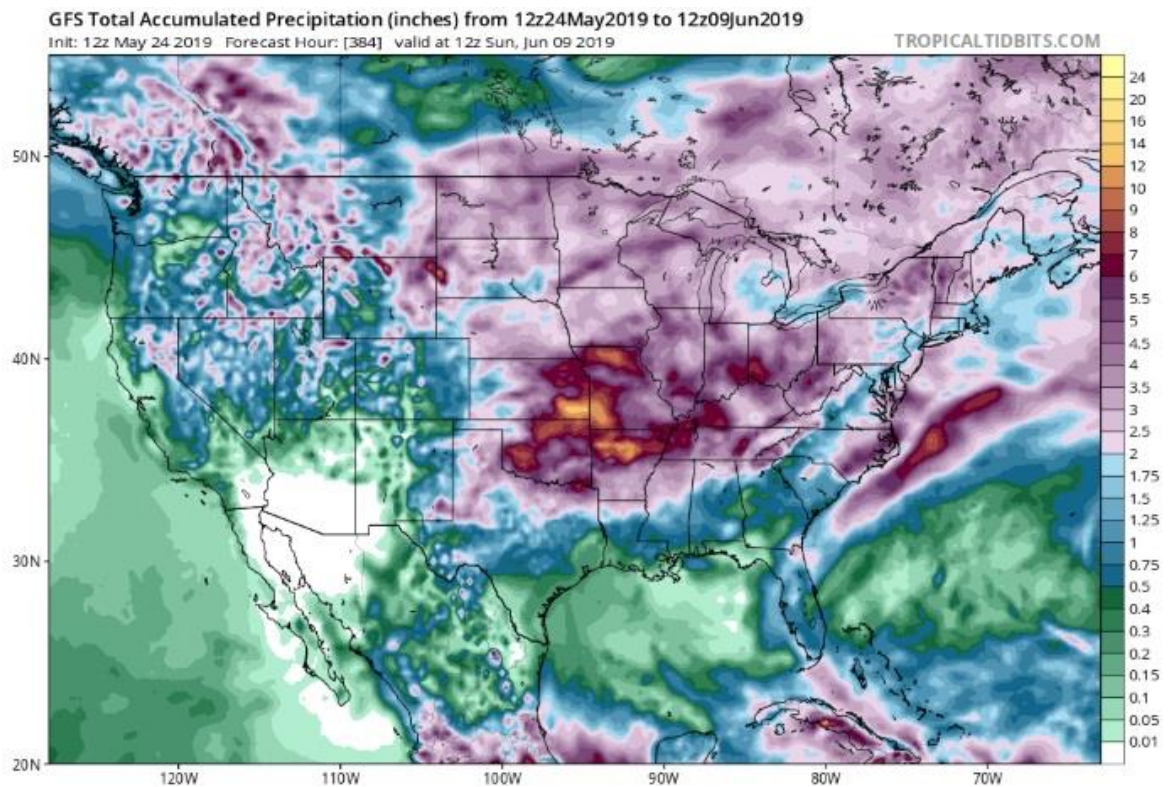 GFS Total Accumulated Precipitation (inches) from 12z24May2019 to 12z09Jun2019
Init: 12z May 24 2019 Forecast Hour: [384] valid at 12z Sun, Jun 09 2019
TROPICALTIDBITS.COM
24
20
16
14
12
10
9
8
7
6
5.5
5
4.5
4
3.5
3
2.5
2
1.75
1.5
1.25
1
0.75
0.5
0.4
0.3
0.2
0.15
0.1
0.05
0.01
50N
40N
30N
20N
120W
110W
100W
90W
80W
70W